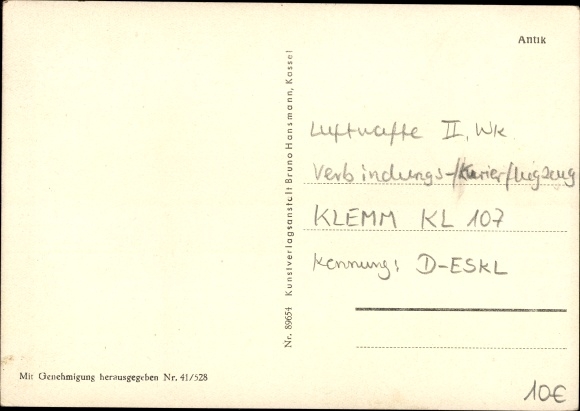 Antik
Luftwaffe II. Wk
Verbindungs-/Kurierflugzeug
KLEMM KL 107
Kennung: D-ESKL
Nr. 89654 Kunstverlagsanstalt Bruno Hansmann, Kassel
Mit Genehmigung herausgegeben Nr. 41/528
10€